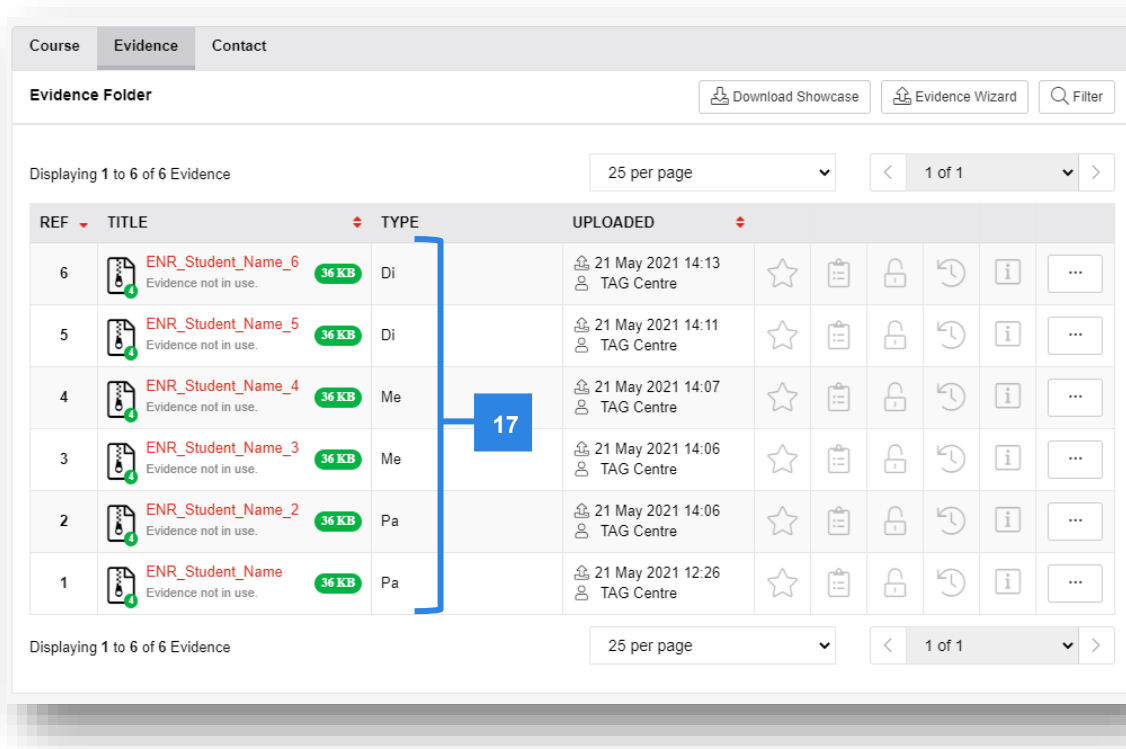 Course Evidence Contact
Evidence Folder Download Showcase Evidence Wizard Filter
Displaying 1 to 6 of 6 Evidence 25 per page 1 of 1
REF TITLE TYPE UPLOADED
6 ENR_Student_Name_6 Evidence not in use. 36 KB Di 21 May 2021 14:13 TAG Centre i ...
4
5 ENR_Student_Name_5 Evidence not in use. 36 KB Di 21 May 2021 14:11 TAG Centre i ...
4
4 ENR_Student_Name_4 Evidence not in use. 36 KB Me 21 May 2021 14:07 TAG Centre i ...
4
17
3 ENR_Student_Name_3 Evidence not in use. 36 KB Me 21 May 2021 14:06 TAG Centre i ...
4
2 ENR_Student_Name_2 Evidence not in use. 36 KB Pa 21 May 2021 14:06 TAG Centre i ...
4
1 ENR_Student_Name Evidence not in use. 36 KB Pa 21 May 2021 12:26 TAG Centre i ...
4
Displaying 1 to 6 of 6 Evidence 25 per page 1 of 1